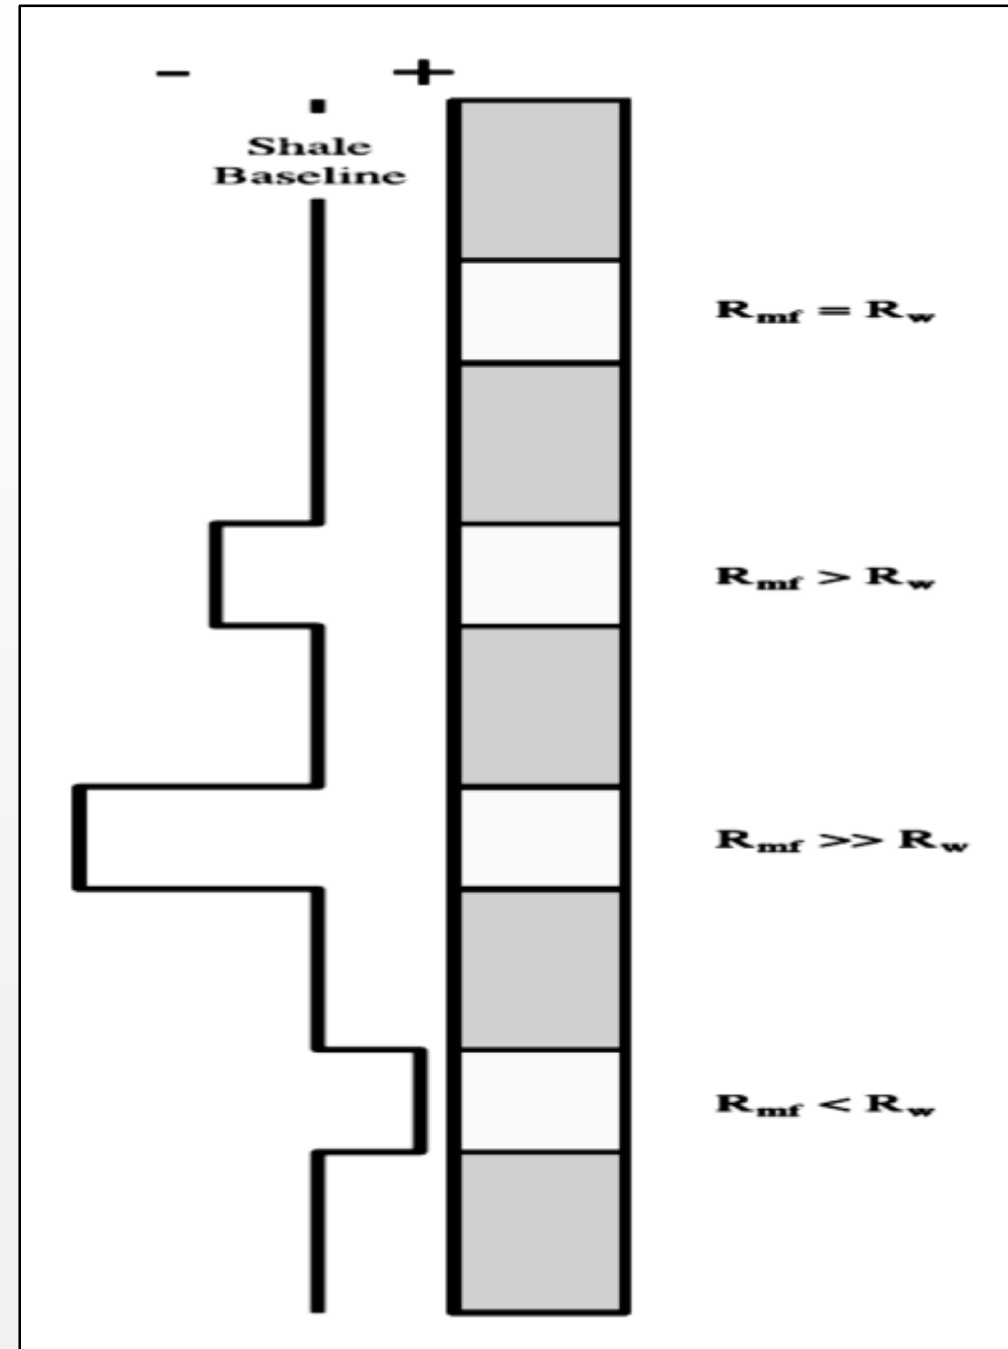 − +
Shale
Baseline
Rmf = Rw
Rmf > Rw
Rmf >> Rw
Rmf < Rw